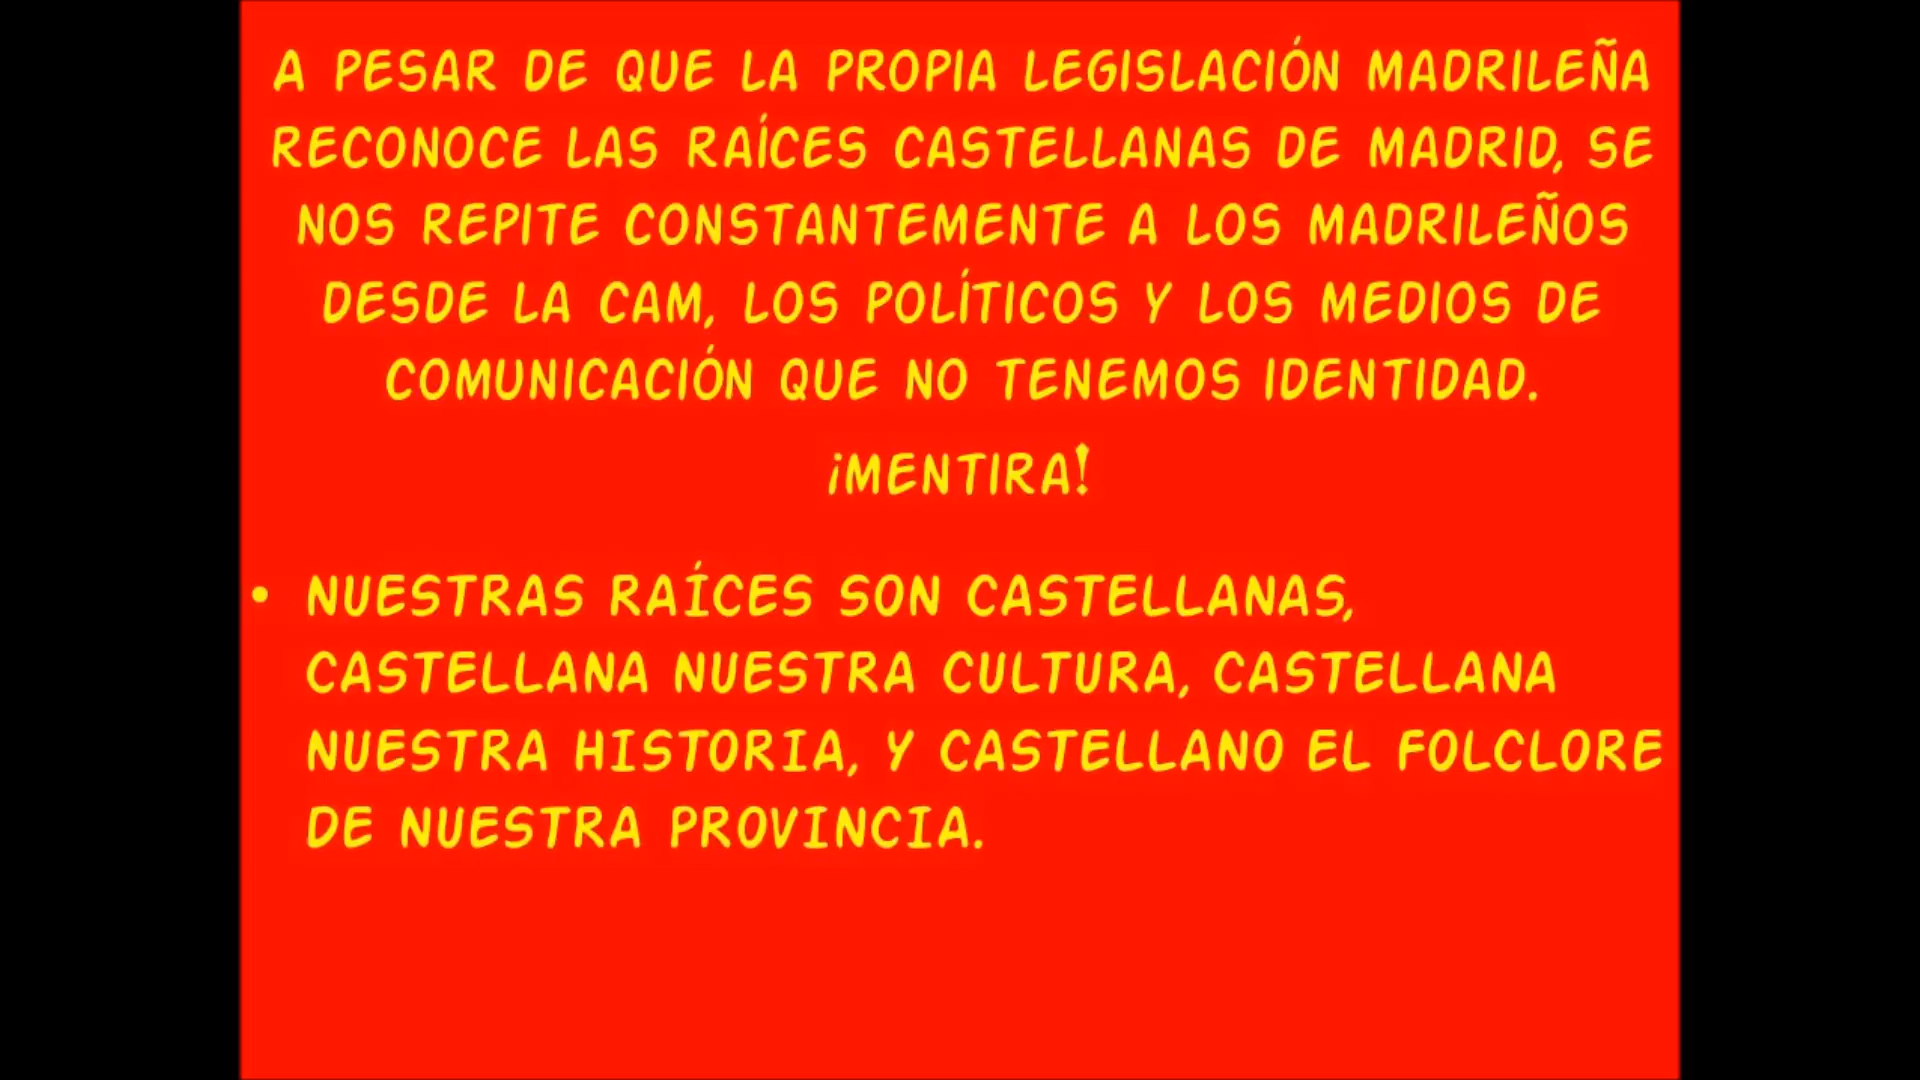 A PESAR DE QUE LA PROPIA LEGISLACIÓN MADRILEÑA
RECONOCE LAS RAÍCES CASTELLANAS DE MADRID, SE
NOS REPITE CONSTANTEMENTE A LOS MADRILEÑOS
DESDE LA CAM, LOS POLÍTICOS Y LOS MEDIOS DE
COMUNICACIÓN QUE NO TENEMOS IDENTIDAD.
¡MENTIRA!
• NUESTRAS RAÍCES SON CASTELLANAS,
CASTELLANA NUESTRA CULTURA, CASTELLANA
NUESTRA HISTORIA, Y CASTELLANO EL FOLCLORE
DE NUESTRA PROVINCIA.